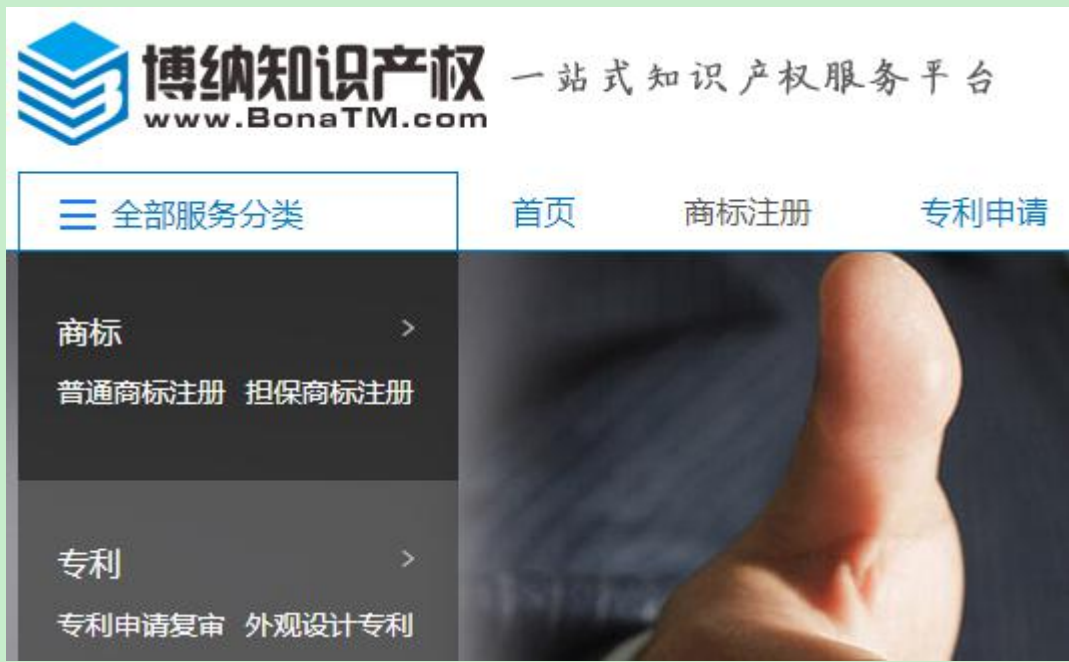 博纳知识产权 一站式知识产权服务平台
www.BonaTM.com
全部服务分类 首页 商标注册 专利申请
商标 >
普通商标注册 担保商标注册
专利 >
专利申请复审 外观设计专利